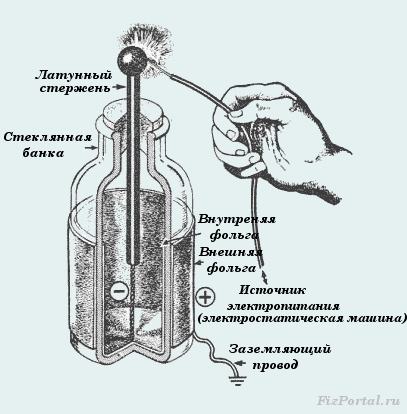 Латунный
стержень
Стеклянная
банка
Внутреняя
фольга
Внешняя
фольга
−
+
Источник
электропитания
(электростатическая машина)
Заземляющий
провод
FizPortal.ru